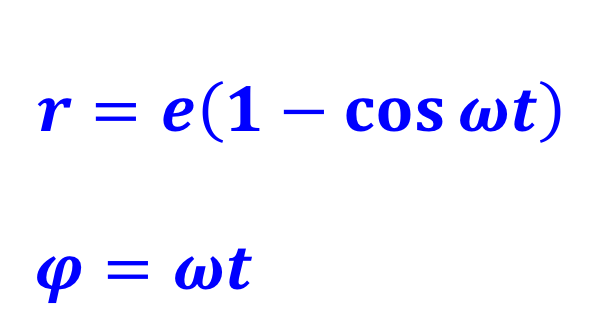 r = e(1 − cos ωt)
φ = ωt